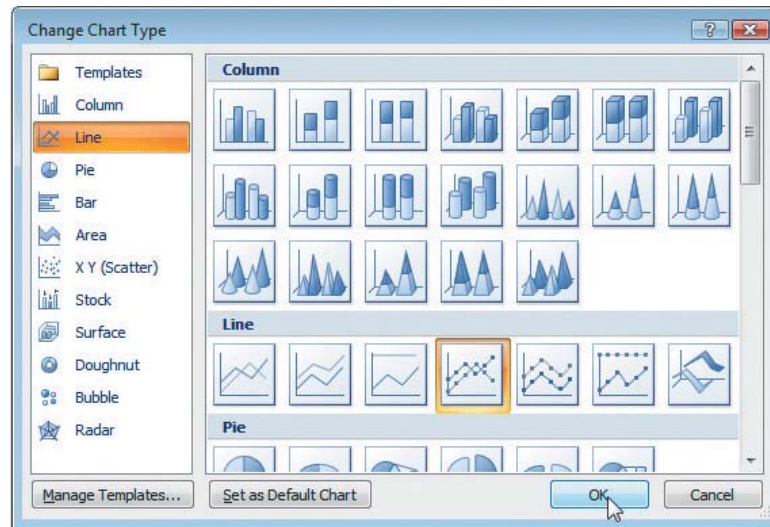 Change Chart Type
Templates
Column
Line
Pie
Bar
Area
X Y (Scatter)
Stock
Surface
Doughnut
Bubble
Radar
Column
Line
Pie
Manage Templates...
Set as Default Chart
OK
Cancel